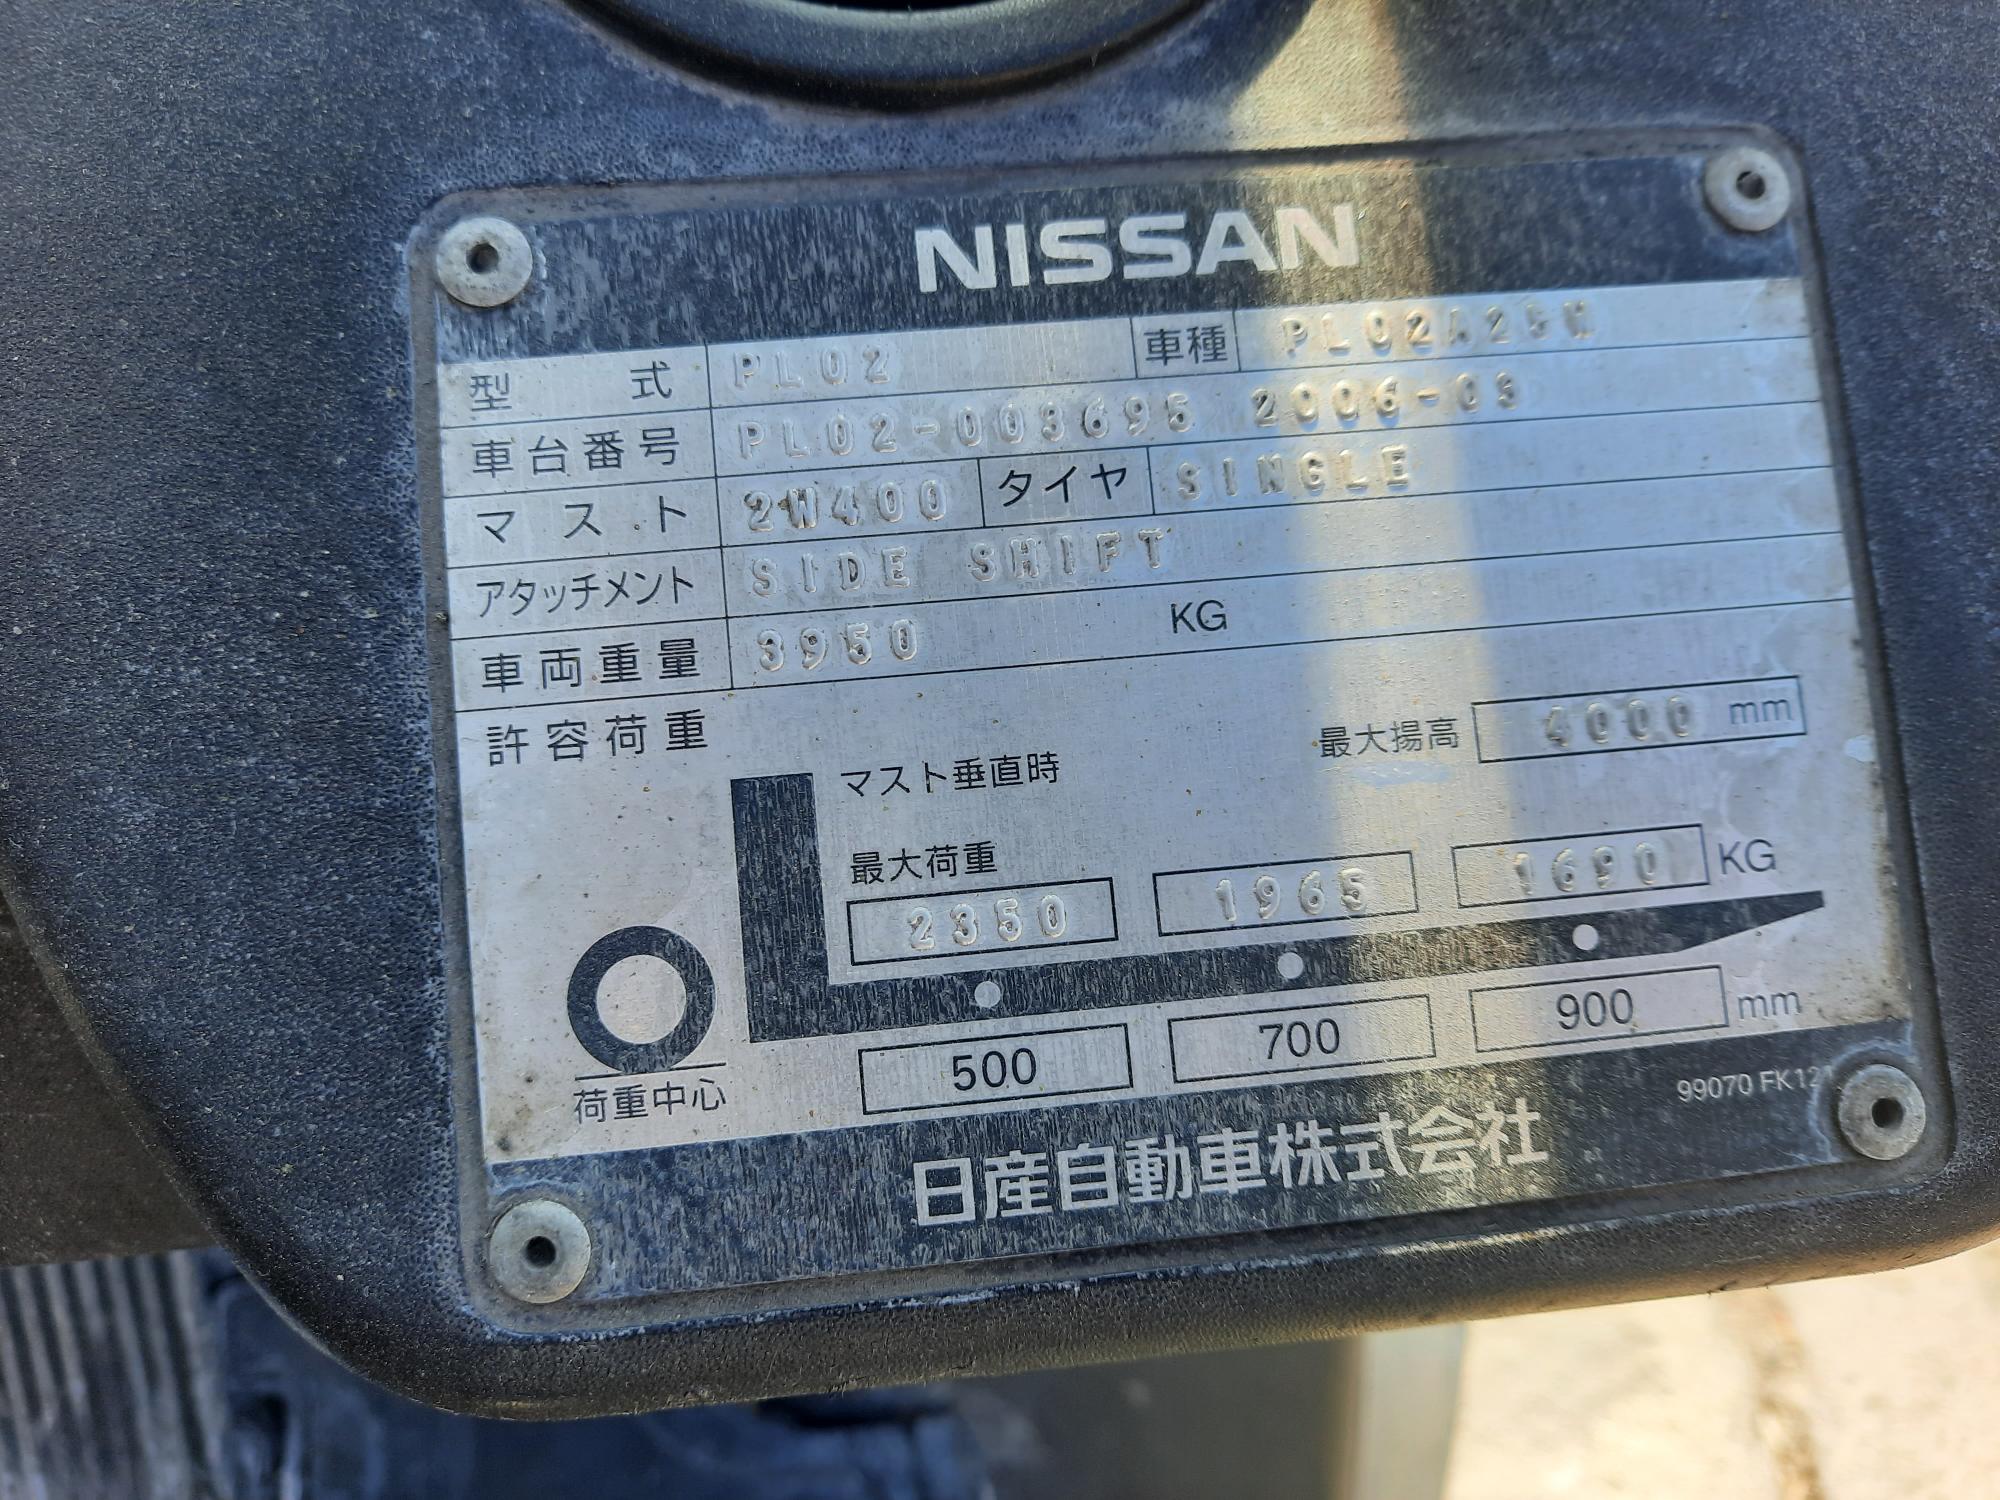 NISSAN
型式 PL02 車種 PL02A25W
車台番号 PL02-003695 2006-03
マスト 2W400 タイヤ SINGLE
アタッチメント SIDE SHIFT
車両重量 3950 KG
許容荷重
最大揚高 4000 mm
マスト垂直時
最大荷重
2350 1965 1690 KG
500 700 900 mm
荷重中心
99070 FK121
日産自動車株式会社